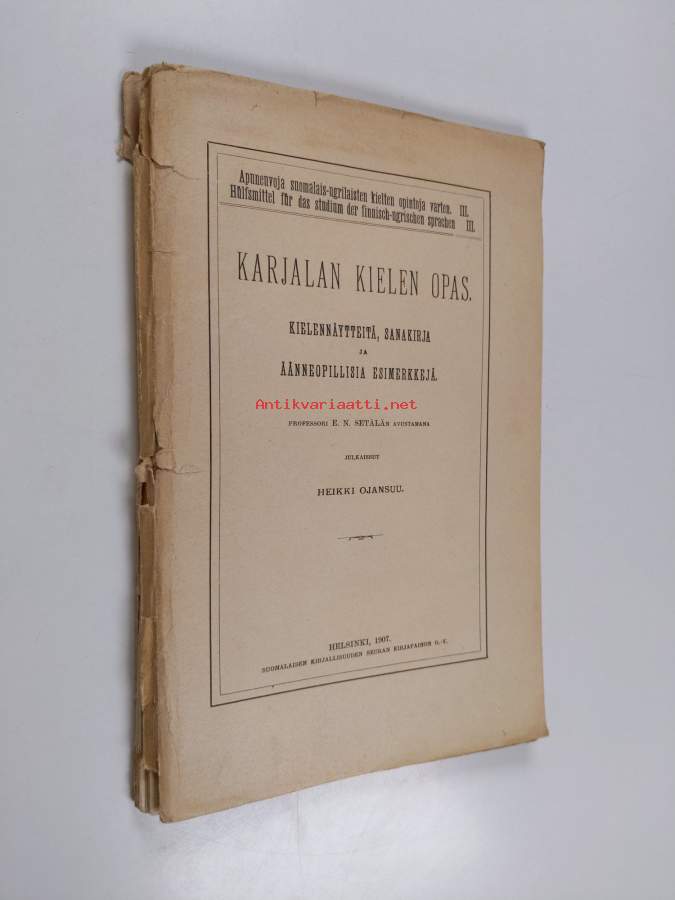 Apuneuvoja suomalais-ugrilaisten kielten opintoja varten. III.
Hülfsmittel für das studium der finnisch-ugrischen sprachen III.
KARJALAN KIELEN OPAS.
KIELENNÄYTTEITÄ, SANAKIRJA
JA
ÄÄNNEOPILLISIA ESIMERKKEJÄ.
Antikvariaatti.net
PROFESSORI E. N. SETÄLÄN AVUSTAMANA
JULKAISSUT
HEIKKI OJANSUU.
HELSINKI, 1907.
SUOMALAISEN KIRJALLISUUDEN SEURAN KIRJAPAINON O.-Y.